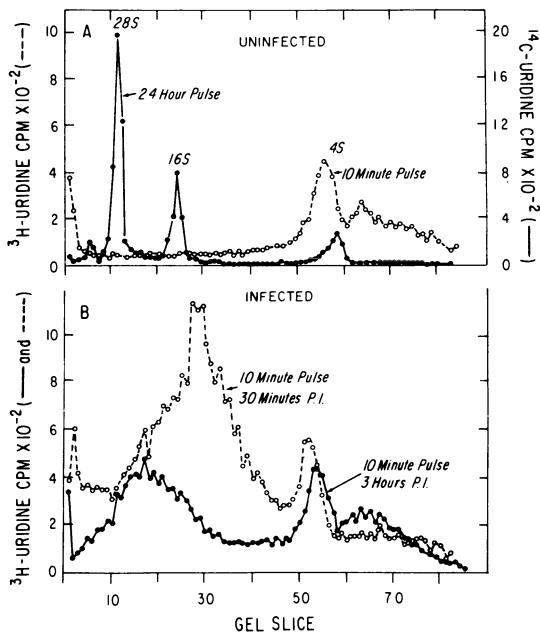 A
UNINFECTED
28S
24 Hour Pulse
16S
4S
10 Minute Pulse
³H-URIDINE CPM X10⁻² (----)
10
8
6
4
2
0
¹⁴C-URIDINE CPM X10⁻² (——)
20
16
12
8
4
0
B
INFECTED
10 Minute Pulse
30 Minutes P.I.
10 Minute Pulse
3 Hours P.I.
³H-URIDINE CPM X10⁻² (——and ----)
10
8
6
4
2
0
10
30
50
70
GEL SLICE